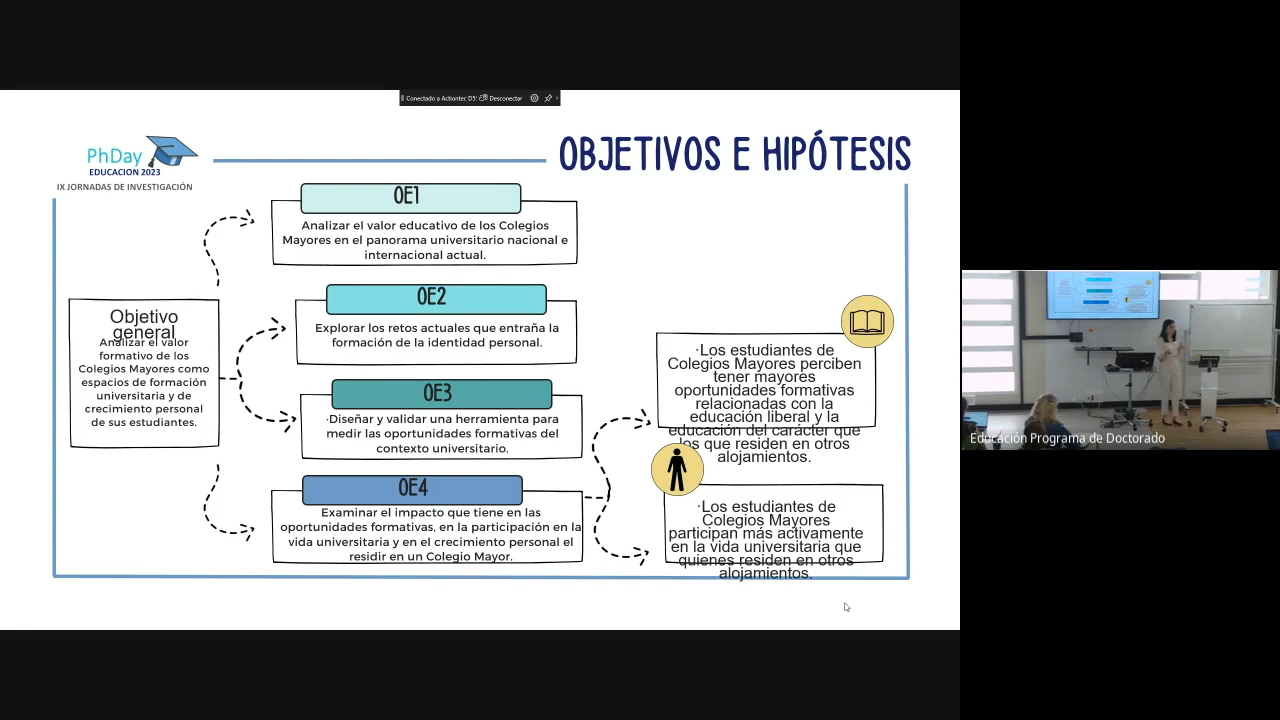 Conectado a Actiontec D5
Desconectar
PhDay
EDUCACION 2023
IX JORNADAS DE INVESTIGACIÓN
OBJETIVOS E HIPÓTESIS
Objetivo
general
Analizar el valor
formativo de los
Colegios Mayores como
espacios de formación
universitaria y de
crecimiento personal
de sus estudiantes.
OE1
Analizar el valor educativo de los Colegios
Mayores en el panorama universitario nacional e
internacional actual.
OE2
Explorar los retos actuales que entraña la
formación de la identidad personal.
OE3
·Diseñar y validar una herramienta para
medir las oportunidades formativas del
contexto universitario.
OE4
Examinar el impacto que tiene en las
oportunidades formativas, en la participación en la
vida universitaria y en el crecimiento personal el
residir en un Colegio Mayor.
·Los estudiantes de
Colegios Mayores perciben
tener mayores
oportunidades formativas
relacionadas con la
educación liberal y la
educación del carácter que
los que residen en otros
alojamientos.
·Los estudiantes de
Colegios Mayores
participan más activamente
en la vida universitaria que
quienes residen en otros
alojamientos.
Educación Programa de Doctorado